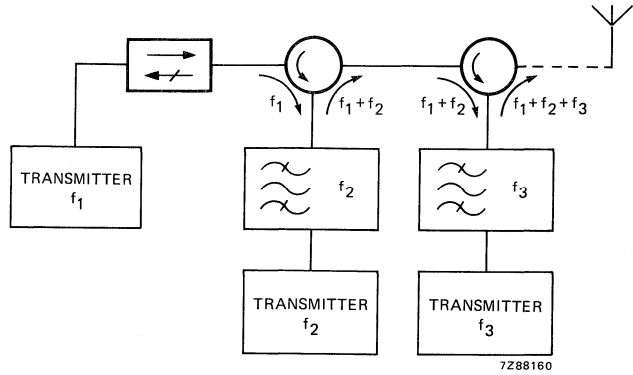 f₁
f₁+f₂
f₁+f₂
f₁+f₂+f₃
TRANSMITTER
f₁
f₂
f₃
TRANSMITTER
f₂
TRANSMITTER
f₃
7Z88160